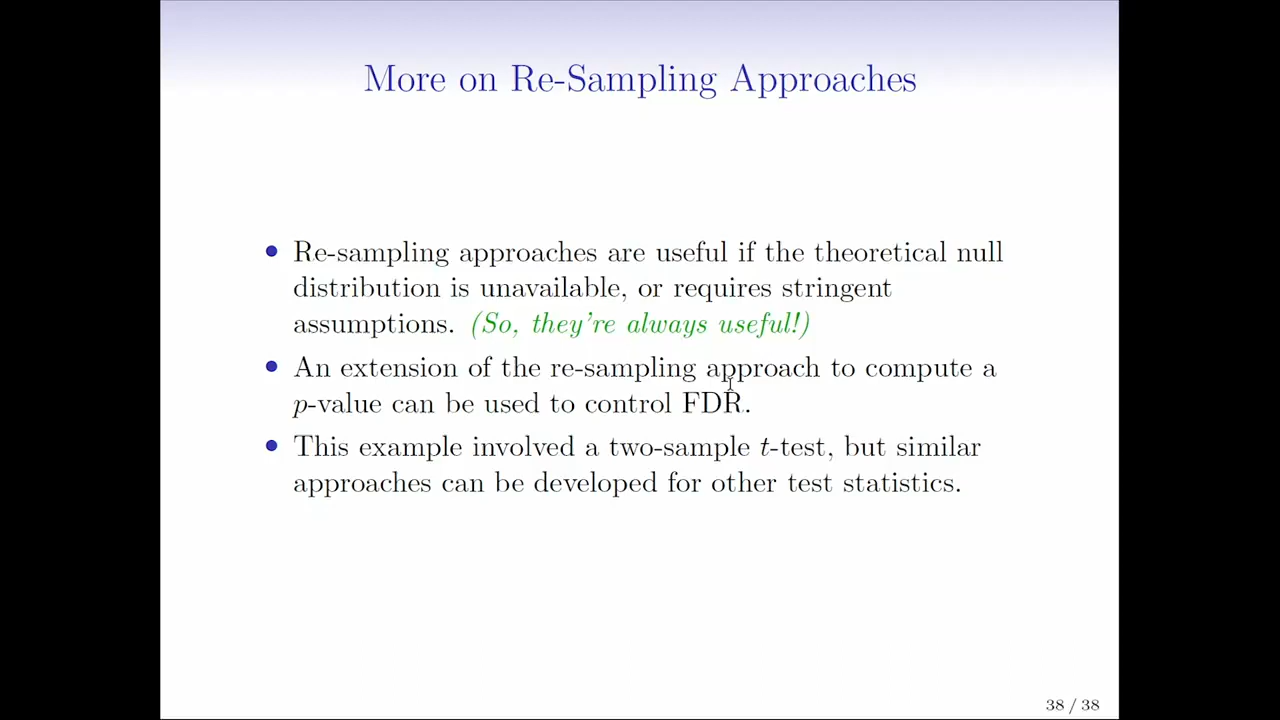 More on Re-Sampling Approaches
• Re-sampling approaches are useful if the theoretical null
distribution is unavailable, or requires stringent
assumptions. (So, they're always useful!)
• An extension of the re-sampling approach to compute a
p-value can be used to control FDR.
• This example involved a two-sample t-test, but similar
approaches can be developed for other test statistics.
38 / 38